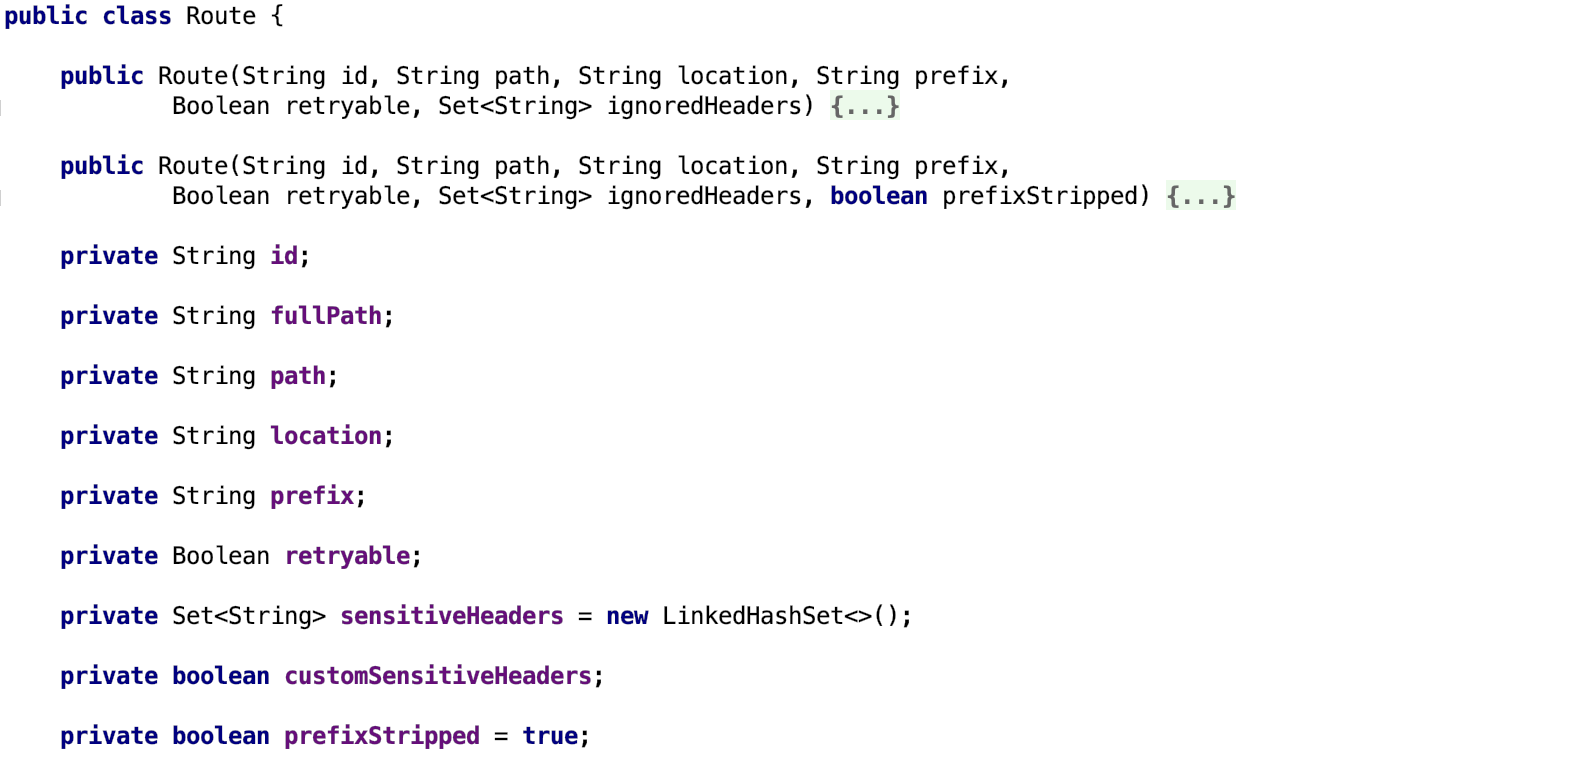 public class Route {
public Route(String id, String path, String location, String prefix,
Boolean retryable, Set<String> ignoredHeaders) {...}
public Route(String id, String path, String location, String prefix,
Boolean retryable, Set<String> ignoredHeaders, boolean prefixStripped) {...}
private String id;
private String fullPath;
private String path;
private String location;
private String prefix;
private Boolean retryable;
private Set<String> sensitiveHeaders = new LinkedHashSet<>();
private boolean customSensitiveHeaders;
private boolean prefixStripped = true;